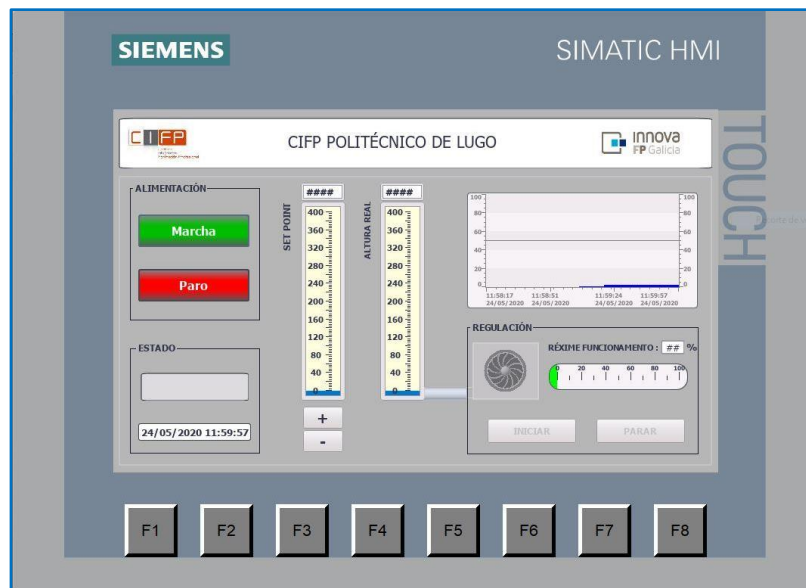 SIEMENS
SIMATIC HMI
TOUCH
CIFP
CIFP POLITÉCNICO DE LUGO
innova
FP Galicia
ALIMENTACIÓN
Marcha
Paro
ESTADO
24/05/2020 11:59:57
####
SET POINT
400
360
320
280
240
200
160
120
80
40
0
+
-
####
ALTURA REAL
400
360
320
280
240
200
160
120
80
40
0
100
80
60
40
20
0
100
80
60
40
20
0
11:58:17 11:58:51 11:59:24 11:59:57
24/05/2020 24/05/2020 24/05/2020 24/05/2020
REGULACIÓN
RÉXIME FUNCIONAMENTO : ## %
0 20 40 60 80 100
INICIAR PARAR
F1 F2 F3 F4 F5 F6 F7 F8